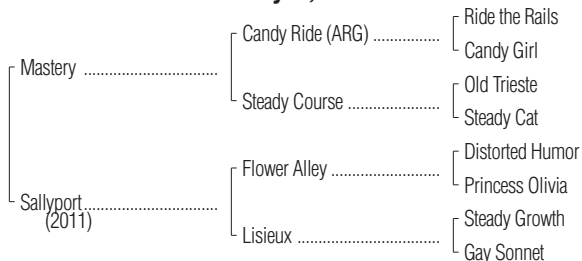 Ride the Rails
Candy Ride (ARG) ....................
Candy Girl
Mastery ..................................
Old Trieste
Steady Course ..........................
Steady Cat
Distorted Humor
Flower Alley .............................
Princess Olivia
Sallyport..................................
(2011)
Steady Growth
Lisieux .....................................
Gay Sonnet